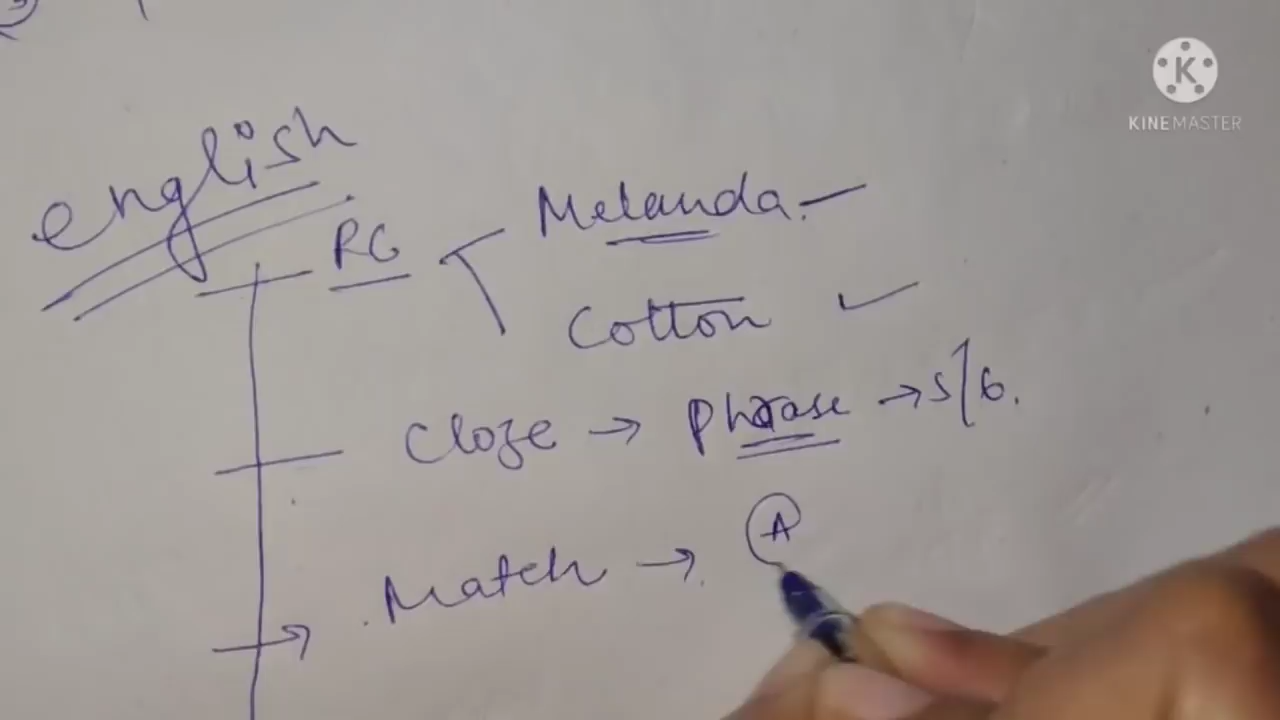 KINEMASTER
english
RC
Melanda.
Cotton
Cloze → Phrase → S/6.
Match →
A